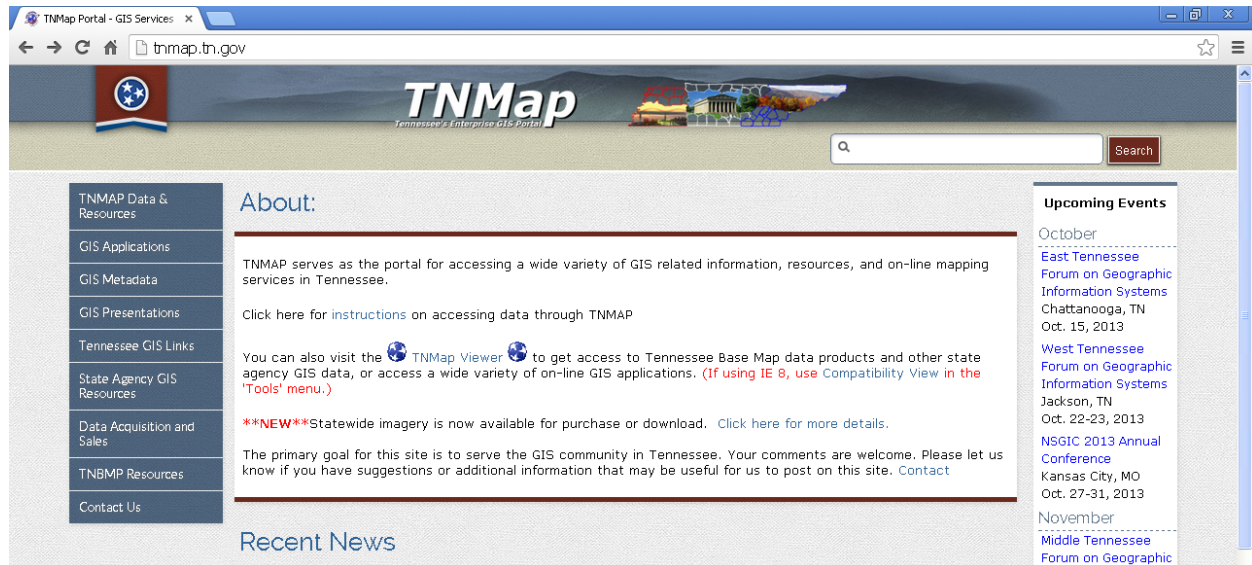 TNMap Portal - GIS Services
tnmap.tn.gov
TNMap
Tennessee's Enterprise GIS Portal
Search
TNMAP Data &
Resources
GIS Applications
GIS Metadata
GIS Presentations
Tennessee GIS Links
State Agency GIS
Resources
Data Acquisition and
Sales
TNBMP Resources
Contact Us
About:
TNMAP serves as the portal for accessing a wide variety of GIS related information, resources, and on-line mapping
services in Tennessee.
Click here for instructions on accessing data through TNMAP
You can also visit the TNMap Viewer to get access to Tennessee Base Map data products and other state
agency GIS data, or access a wide variety of on-line GIS applications. (If using IE 8, use Compatibility View in the
'Tools' menu.)
**NEW**Statewide imagery is now available for purchase or download. Click here for more details.
The primary goal for this site is to serve the GIS community in Tennessee. Your comments are welcome. Please let us
know if you have suggestions or additional information that may be useful for us to post on this site. Contact
Recent News
Upcoming Events
October
East Tennessee
Forum on Geographic
Information Systems
Chattanooga, TN
Oct. 15, 2013
West Tennessee
Forum on Geographic
Information Systems
Jackson, TN
Oct. 22-23, 2013
NSGIC 2013 Annual
Conference
Kansas City, MO
Oct. 27-31, 2013
November
Middle Tennessee
Forum on Geographic